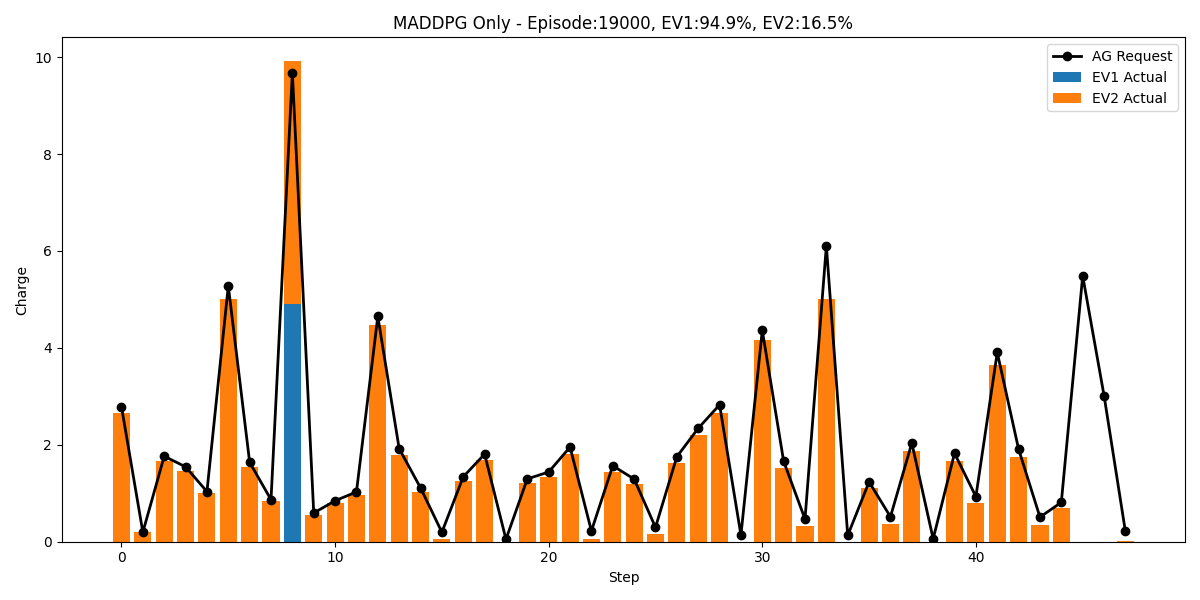 MADDPG Only - Episode:19000, EV1:94.9%, EV2:16.5%
AG Request
EV1 Actual
EV2 Actual
Charge
10
8
6
4
2
0
0
10
20
30
40
Step